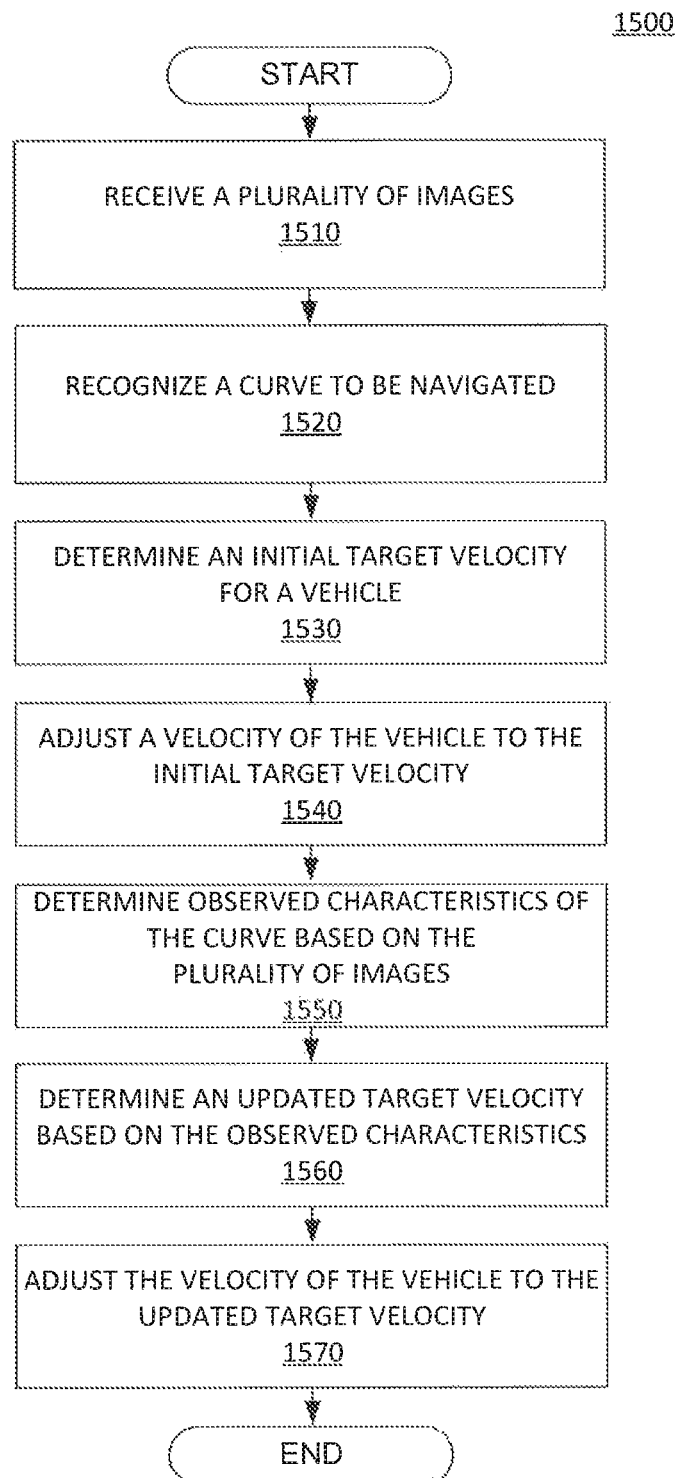 1500
START
RECEIVE A PLURALITY OF IMAGES
1510
RECOGNIZE A CURVE TO BE NAVIGATED
1520
DETERMINE AN INITIAL TARGET VELOCITY
FOR A VEHICLE
1530
ADJUST A VELOCITY OF THE VEHICLE TO THE
INITIAL TARGET VELOCITY
1540
DETERMINE OBSERVED CHARACTERISTICS OF
THE CURVE BASED ON THE
PLURALITY OF IMAGES
1550
DETERMINE AN UPDATED TARGET VELOCITY
BASED ON THE OBSERVED CHARACTERISTICS
1560
ADJUST THE VELOCITY OF THE VEHICLE TO THE
UPDATED TARGET VELOCITY
1570
END